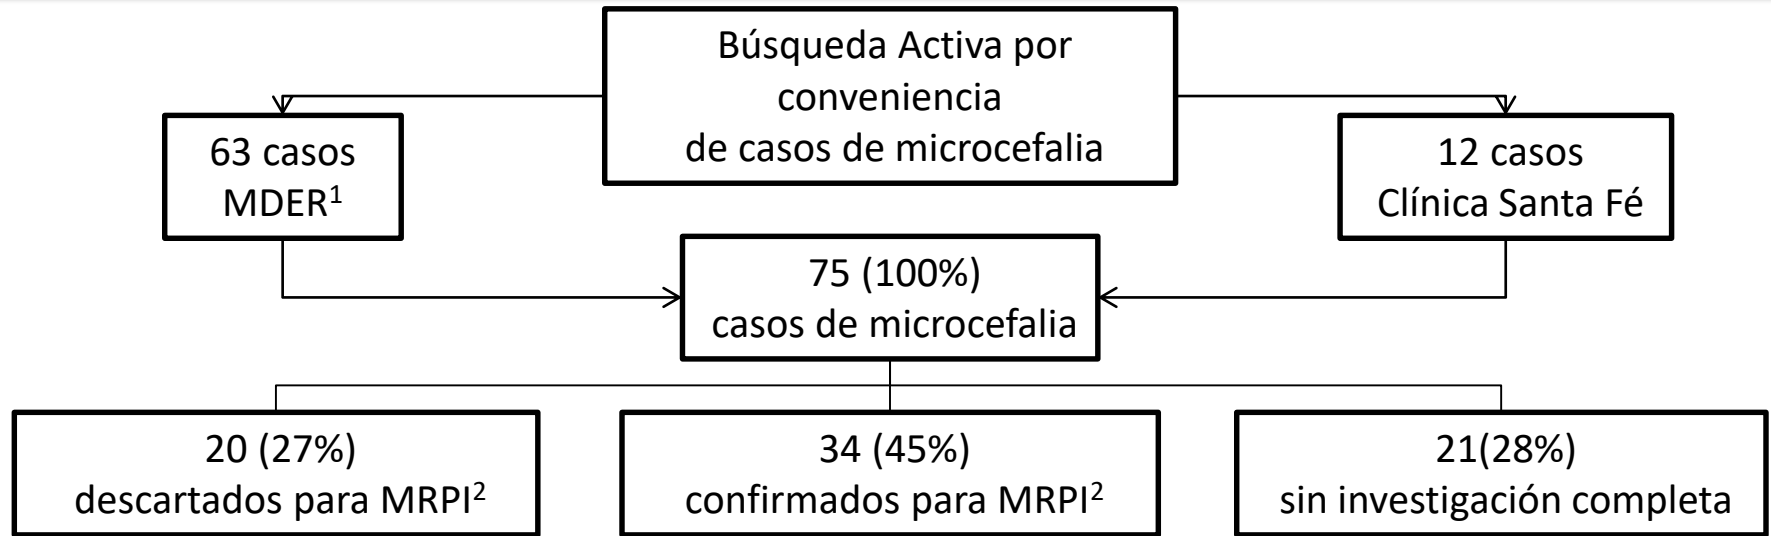 Búsqueda Activa por
conveniencia
de casos de microcefalia
63 casos
MDER¹
12 casos
Clínica Santa Fé
75 (100%)
casos de microcefalia
20 (27%)
descartados para MRPI²
34 (45%)
confirmados para MRPI²
21(28%)
sin investigación completa